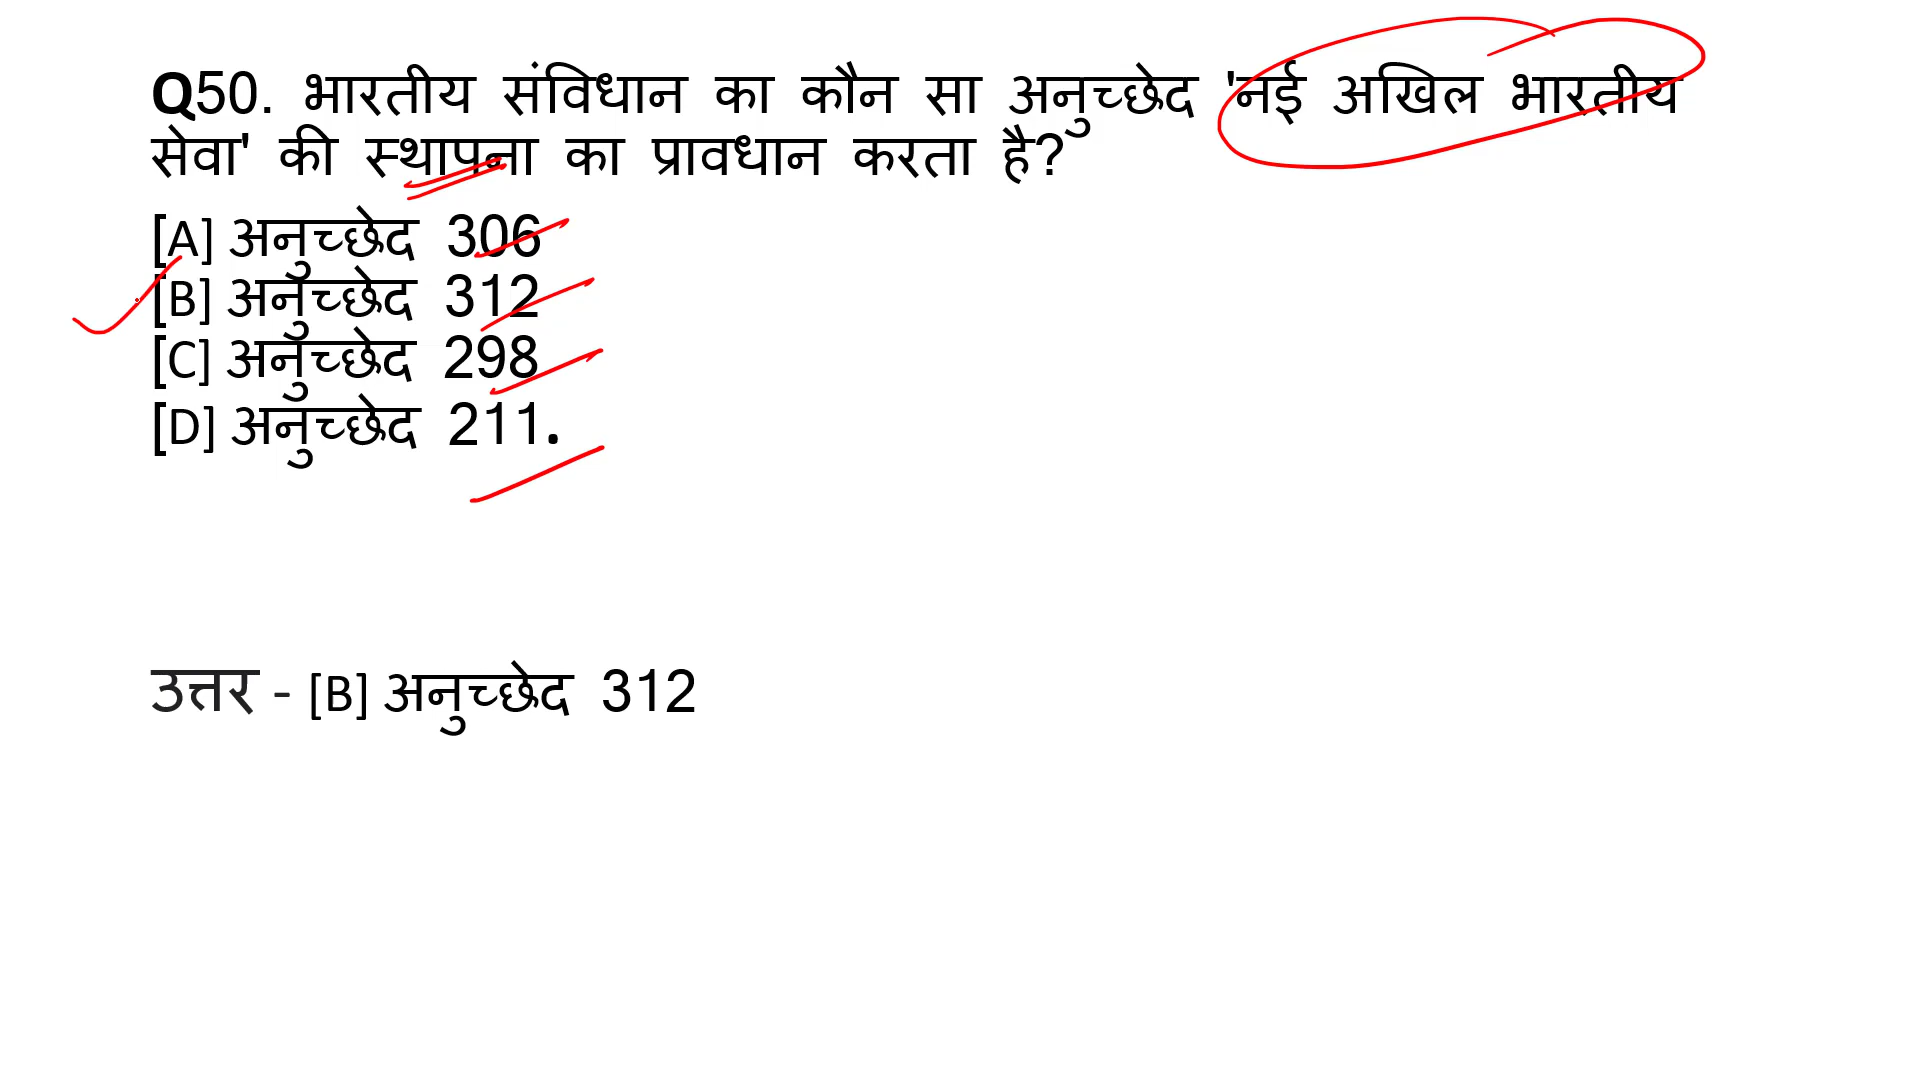 Q50. भारतीय संविधान का कौन सा अनुच्छेद 'नई अखिल भारतीय
सेवा' की स्थापना का प्रावधान करता है?
[A] अनुच्छेद 306
[B] अनुच्छेद 312
[C] अनुच्छेद 298
[D] अनुच्छेद 211.
उत्तर - [B] अनुच्छेद 312